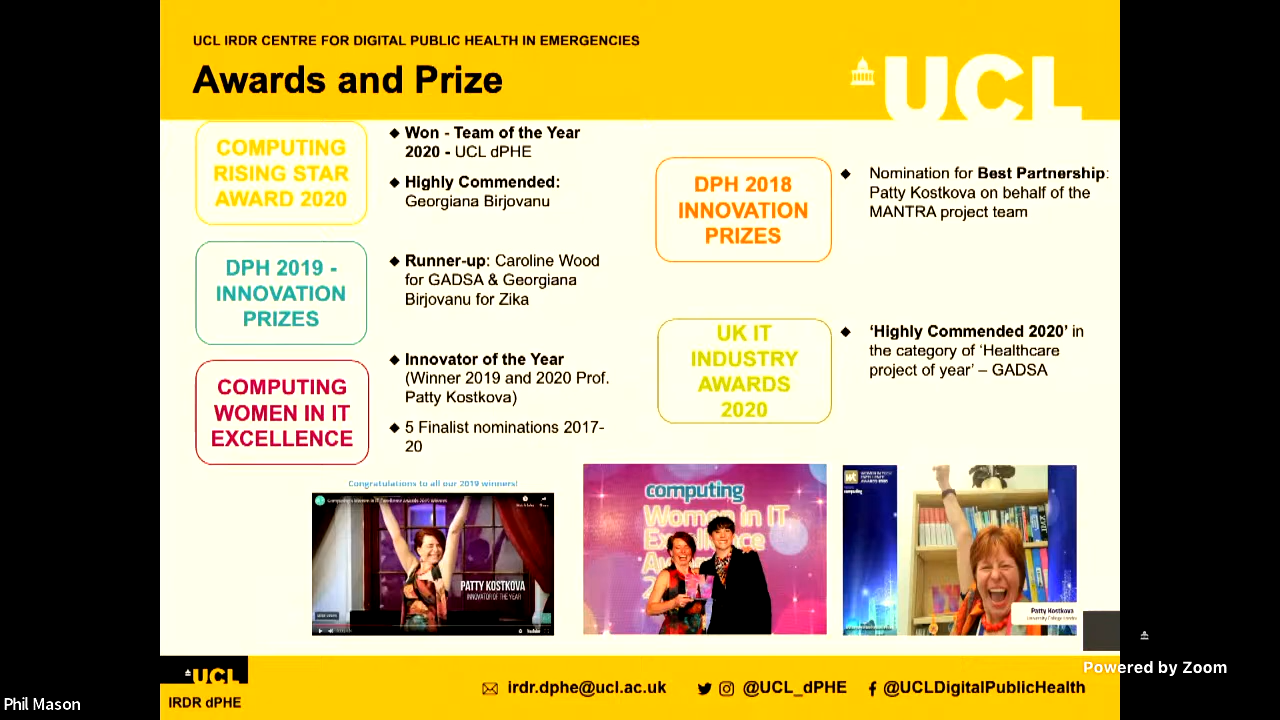 UCL IRDR CENTRE FOR DIGITAL PUBLIC HEALTH IN EMERGENCIES
Awards and Prize
UCL
COMPUTING
RISING STAR
AWARD 2020
◆ Won - Team of the Year
2020 - UCL dPHE
◆ Highly Commended:
Georgiana Birjovanu
DPH 2019 -
INNOVATION
PRIZES
◆ Runner-up: Caroline Wood
for GADSA & Georgiana
Birjovanu for Zika
COMPUTING
WOMEN IN IT
EXCELLENCE
◆ Innovator of the Year
(Winner 2019 and 2020 Prof.
Patty Kostkova)
◆ 5 Finalist nominations 2017-
20
DPH 2018
INNOVATION
PRIZES
◆ Nomination for Best Partnership:
Patty Kostkova on behalf of the
MANTRA project team
UK IT
INDUSTRY
AWARDS
2020
◆ ‘Highly Commended 2020’ in
the category of ‘Healthcare
project of year’ – GADSA
Congratulations to all our 2019 winners!
PATTY KOSTKOVA
INNOVATOR OF THE YEAR
YouTube
computing
Women in IT
Excellence
Patty Kostkova
University College London
UCL
IRDR dPHE
irdr.dphe@ucl.ac.uk
@UCL_dPHE
@UCLDigitalPublicHealth
Powered by Zoom
Phil Mason